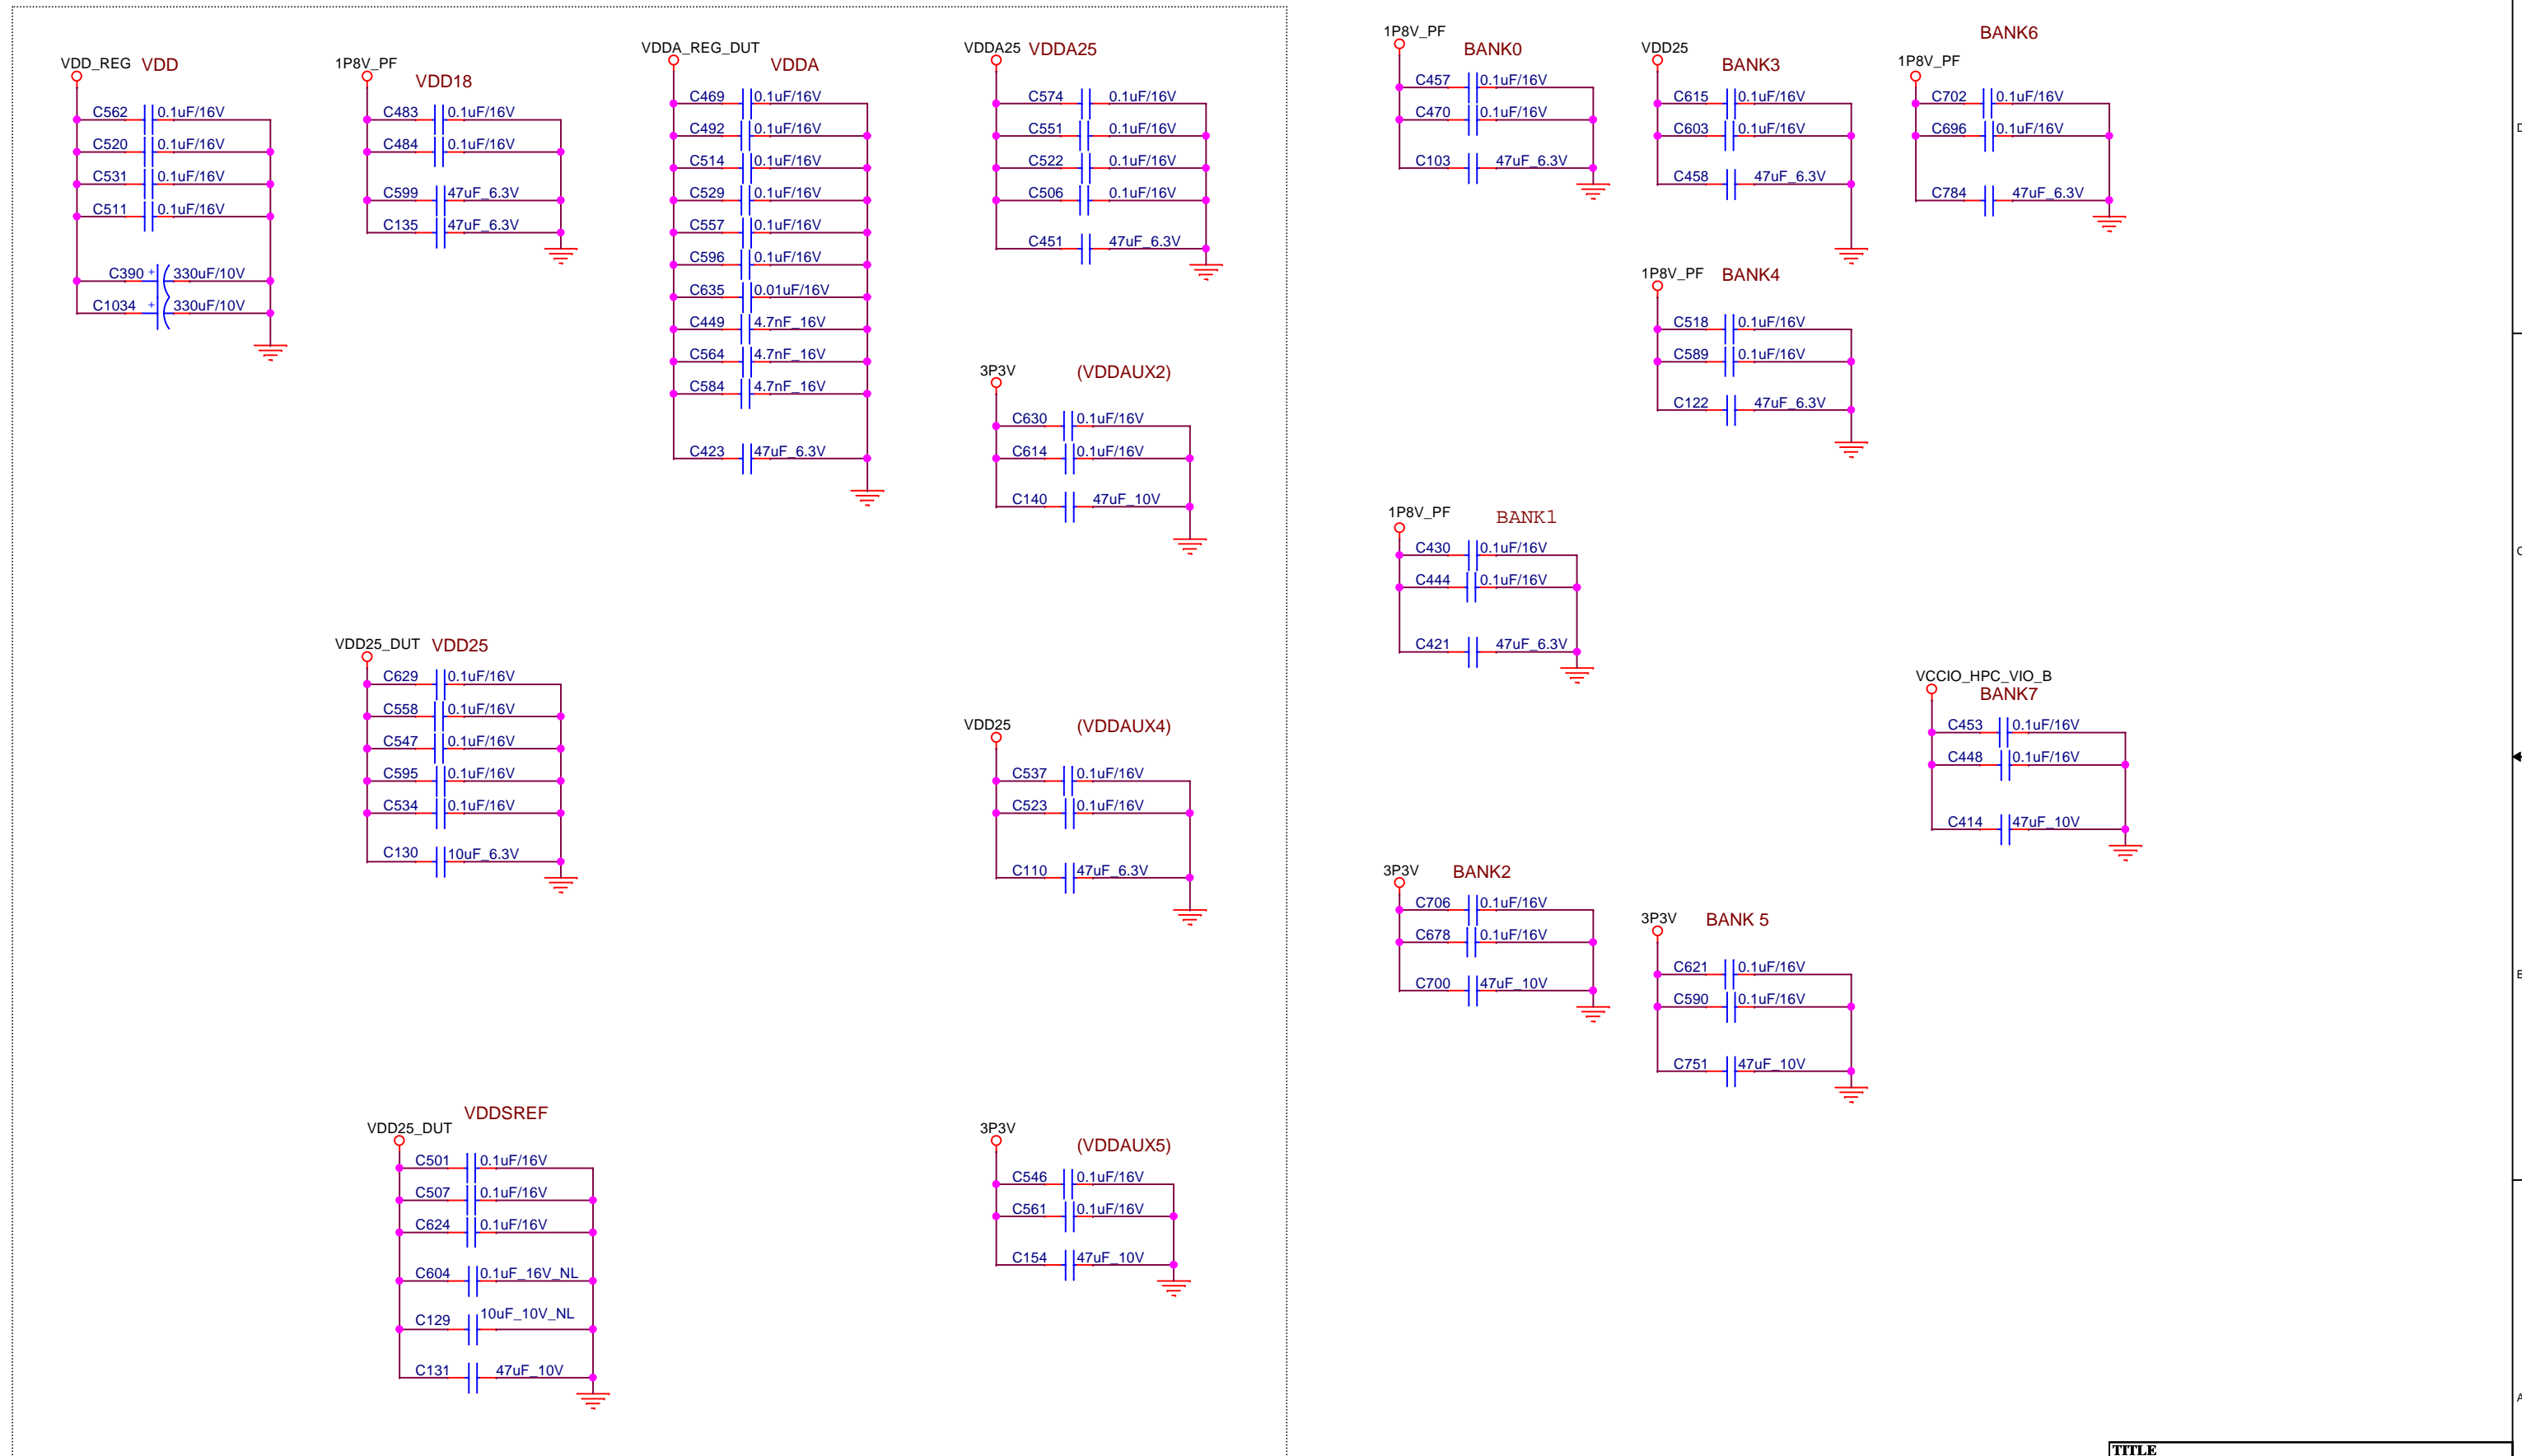 VDD_REG VDD
C562 0.1uF/16V
C520 0.1uF/16V
C531 0.1uF/16V
C511 0.1uF/16V
C390 + 330uF/10V
C1034 + 330uF/10V
1P8V_PF
VDD18
C483 0.1uF/16V
C484 0.1uF/16V
C599 47uF_6.3V
C135 47uF_6.3V
VDDA_REG_DUT
VDDA
C469 0.1uF/16V
C492 0.1uF/16V
C514 0.1uF/16V
C529 0.1uF/16V
C557 0.1uF/16V
C596 0.1uF/16V
C635 0.01uF/16V
C449 4.7nF_16V
C564 4.7nF_16V
C584 4.7nF_16V
C423 47uF_6.3V
VDDA25 VDDA25
C574 0.1uF/16V
C551 0.1uF/16V
C522 0.1uF/16V
C506 0.1uF/16V
C451 47uF_6.3V
3P3V (VDDAUX2)
C630 0.1uF/16V
C614 0.1uF/16V
C140 47uF_10V
VDD25_DUT VDD25
C629 0.1uF/16V
C558 0.1uF/16V
C547 0.1uF/16V
C595 0.1uF/16V
C534 0.1uF/16V
C130 10uF_6.3V
VDD25 (VDDAUX4)
C537 0.1uF/16V
C523 0.1uF/16V
C110 47uF_6.3V
VDDSREF
VDD25_DUT
C501 0.1uF/16V
C507 0.1uF/16V
C624 0.1uF/16V
C604 0.1uF_16V_NL
C129 10uF_10V_NL
C131 47uF_10V
3P3V (VDDAUX5)
C546 0.1uF/16V
C561 0.1uF/16V
C154 47uF_10V
1P8V_PF BANK0
C457 0.1uF/16V
C470 0.1uF/16V
C103 47uF_6.3V
VDD25 BANK3
C615 0.1uF/16V
C603 0.1uF/16V
C458 47uF_6.3V
BANK6
1P8V_PF
C702 0.1uF/16V
C696 0.1uF/16V
C784 47uF_6.3V
1P8V_PF BANK4
C518 0.1uF/16V
C589 0.1uF/16V
C122 47uF_6.3V
1P8V_PF BANK1
C430 0.1uF/16V
C444 0.1uF/16V
C421 47uF_6.3V
VCCIO_HPC_VIO_B
BANK7
C453 0.1uF/16V
C448 0.1uF/16V
C414 47uF_10V
3P3V BANK2
C706 0.1uF/16V
C678 0.1uF/16V
C700 47uF_10V
3P3V BANK 5
C621 0.1uF/16V
C590 0.1uF/16V
C751 47uF_10V
TITLE